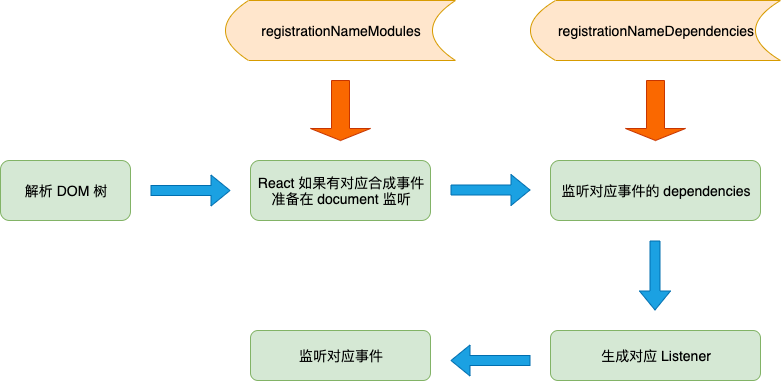 registrationNameModules
registrationNameDependencies
解析 DOM 树
React 如果有对应合成事件
准备在 document 监听
监听对应事件的 dependencies
监听对应事件
生成对应 Listener